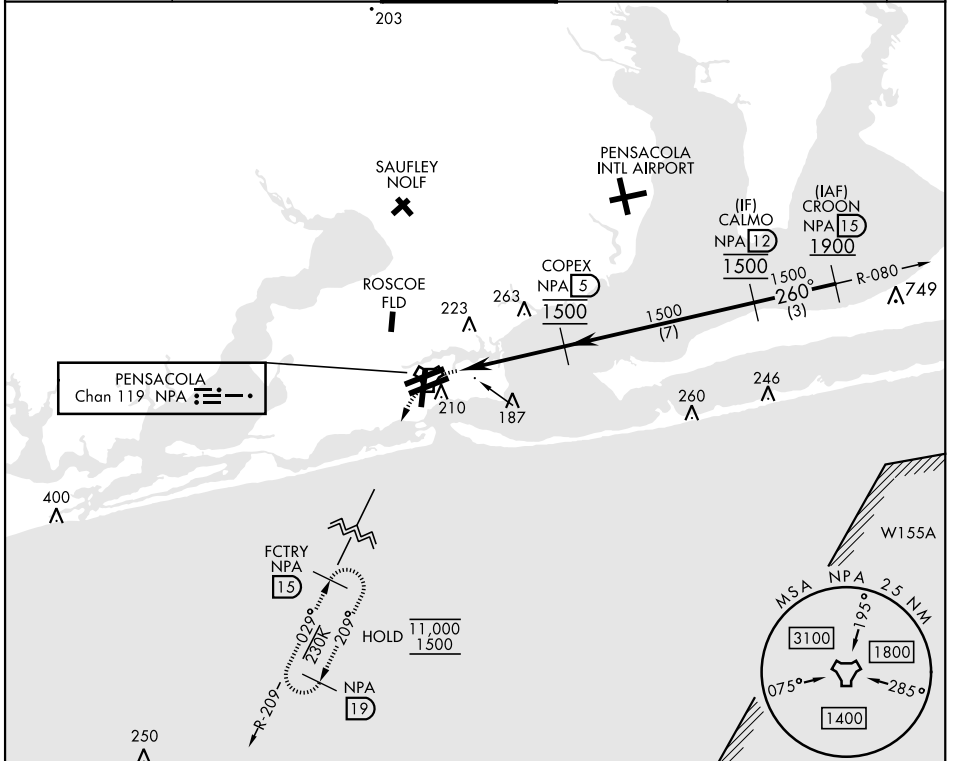 203
SAUFLEY
NOLF
PENSACOLA
INTL AIRPORT
(IAF)
CROON
NPA 15
1900
(IF)
CALMO
NPA 12
1500
COPEX
NPA 5
1500
1500
260°
(3)
R-080
749
1500
(7)
ROSCOE
FLD
223
263
PENSACOLA
Chan 119 NPA
210
187
260
246
400
W155A
FCTRY
NPA
15
029°
230K
209°
HOLD 11,000
1500
NPA
19
R-209
250
MSA NPA 25 NM
195°
3100
1800
075°
285°
1400